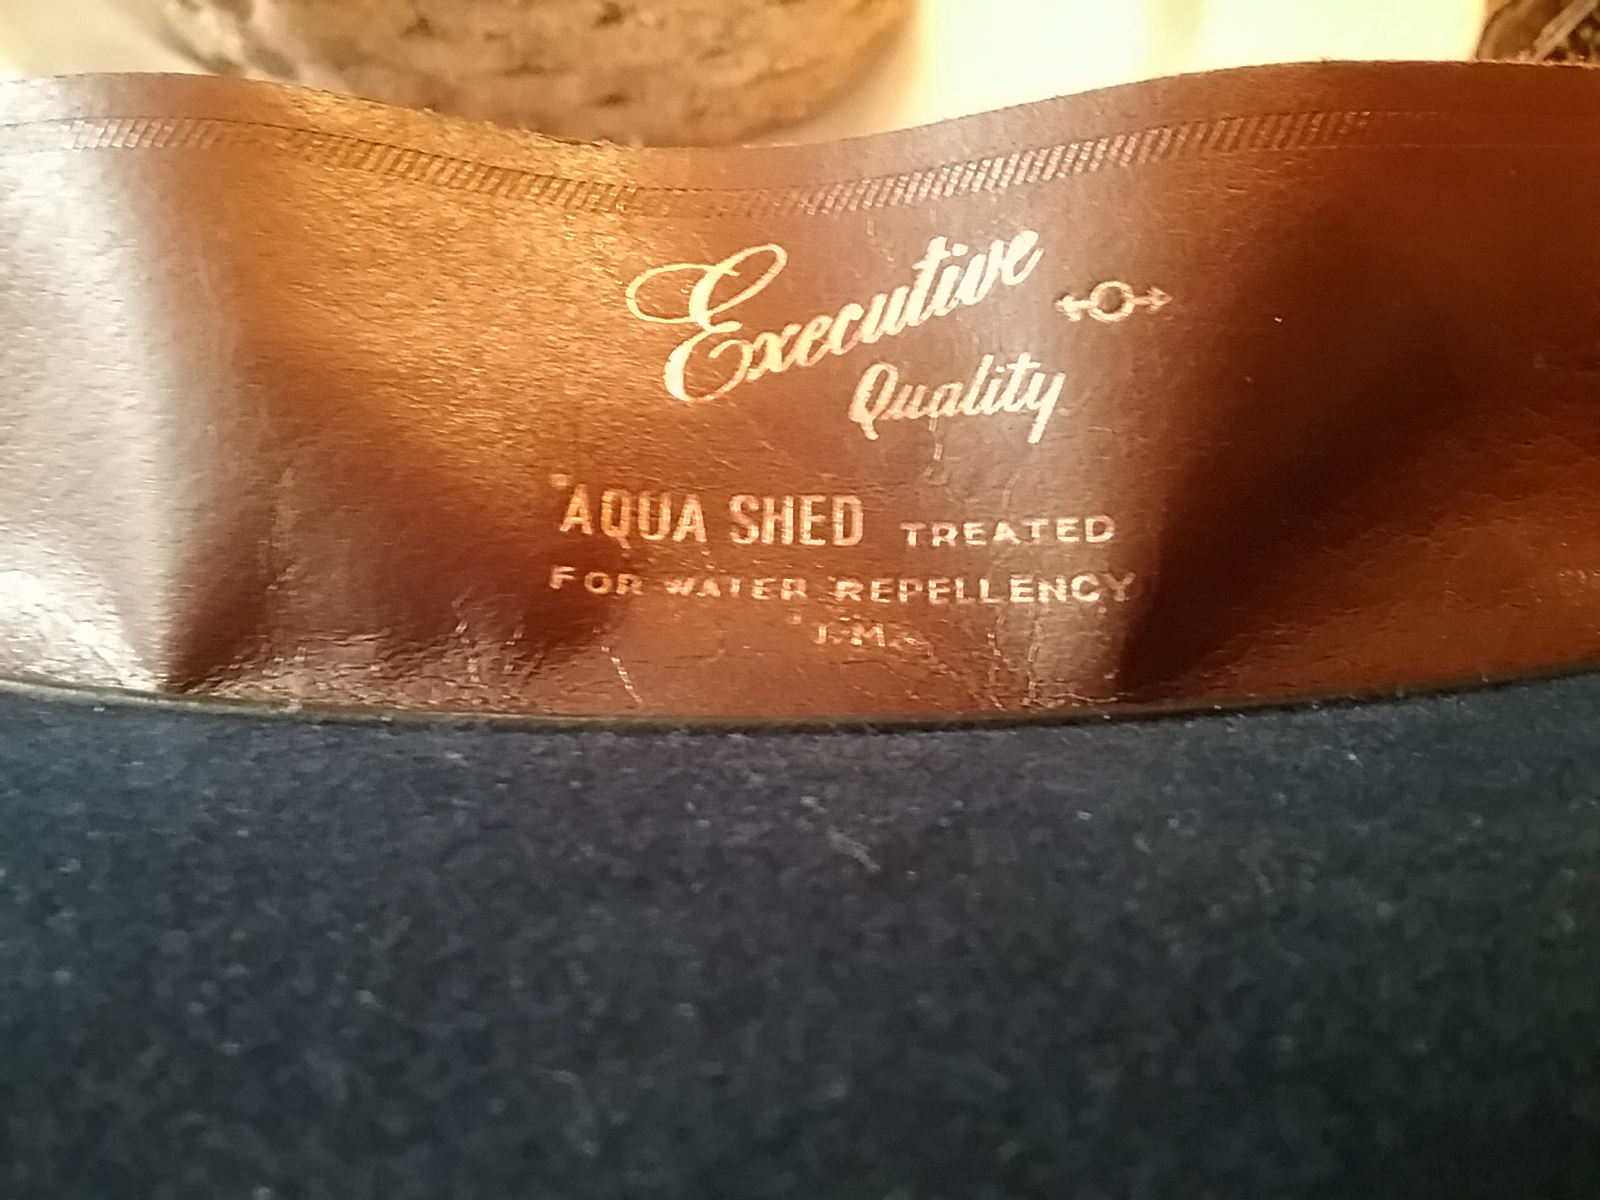 Executive
Quality
"AQUA SHED TREATED
FOR WATER REPELLENCY